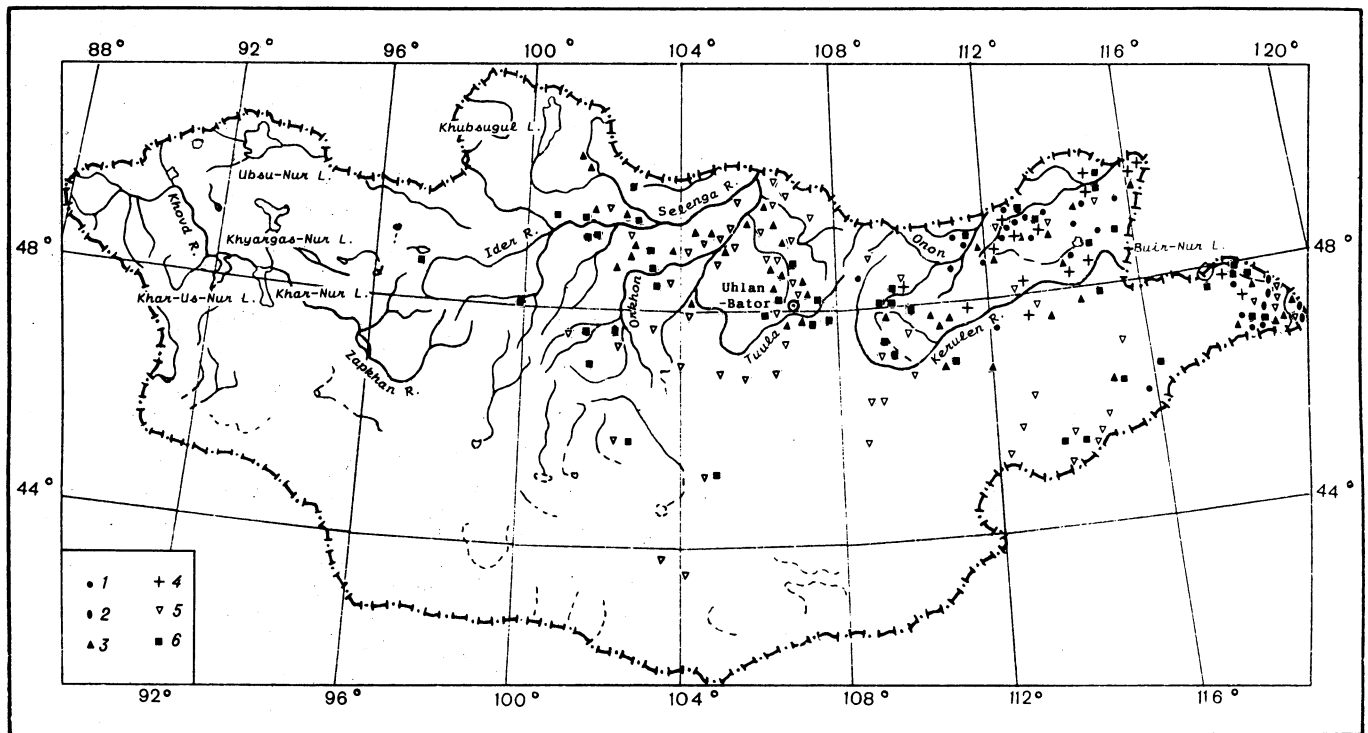 88° 92° 96° 100° 104° 108° 112° 116° 120°
Khubsugul L.
Ubsu-Nur L.
Khovd R.
Selenga R.
48°
Khyargas-Nur L.
Ider R.
Onon
Buir-Nur L.
48°
Khar-Us-Nur L.
Khar-Nur L.
Orkhon
Uhlan
-Bator
Kerulen R.
Tuula
Zapkhan R.
44°
44°
1
4
2
5
3
6
92° 96° 100° 104° 108° 112° 116°